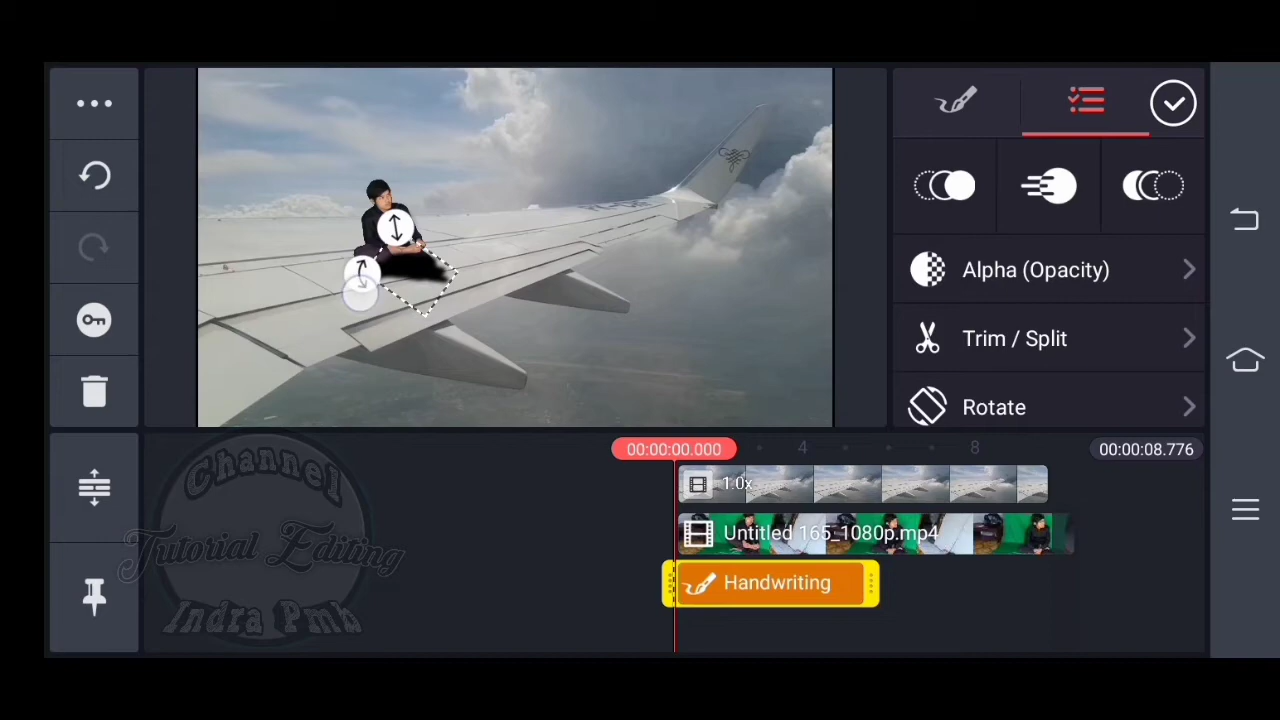 Alpha (Opacity)
Trim / Split
Rotate
00:00:00.000
4
8
00:00:08.776
1.0x
Untitled 165_1080p.mp4
Handwriting
Channel
Tutorial Editing
Indra Pmb